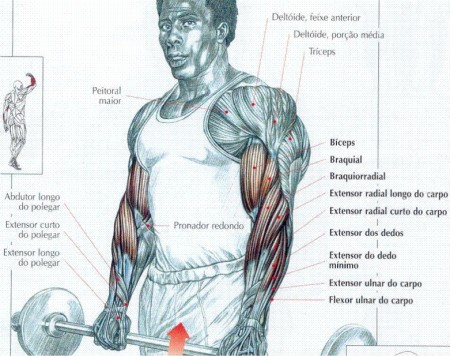 Deltóide, feixe anterior
Deltóide, porção média
Tríceps
Peitoral
maior
Bíceps
Braquial
Braquiorradial
Extensor radial longo do carpo
Extensor radial curto do carpo
Extensor dos dedos
Extensor do dedo
mínimo
Extensor ulnar do carpo
Flexor ulnar do carpo
Abdutor longo
do polegar
Extensor curto
do polegar
Extensor longo
do polegar
Pronador redondo